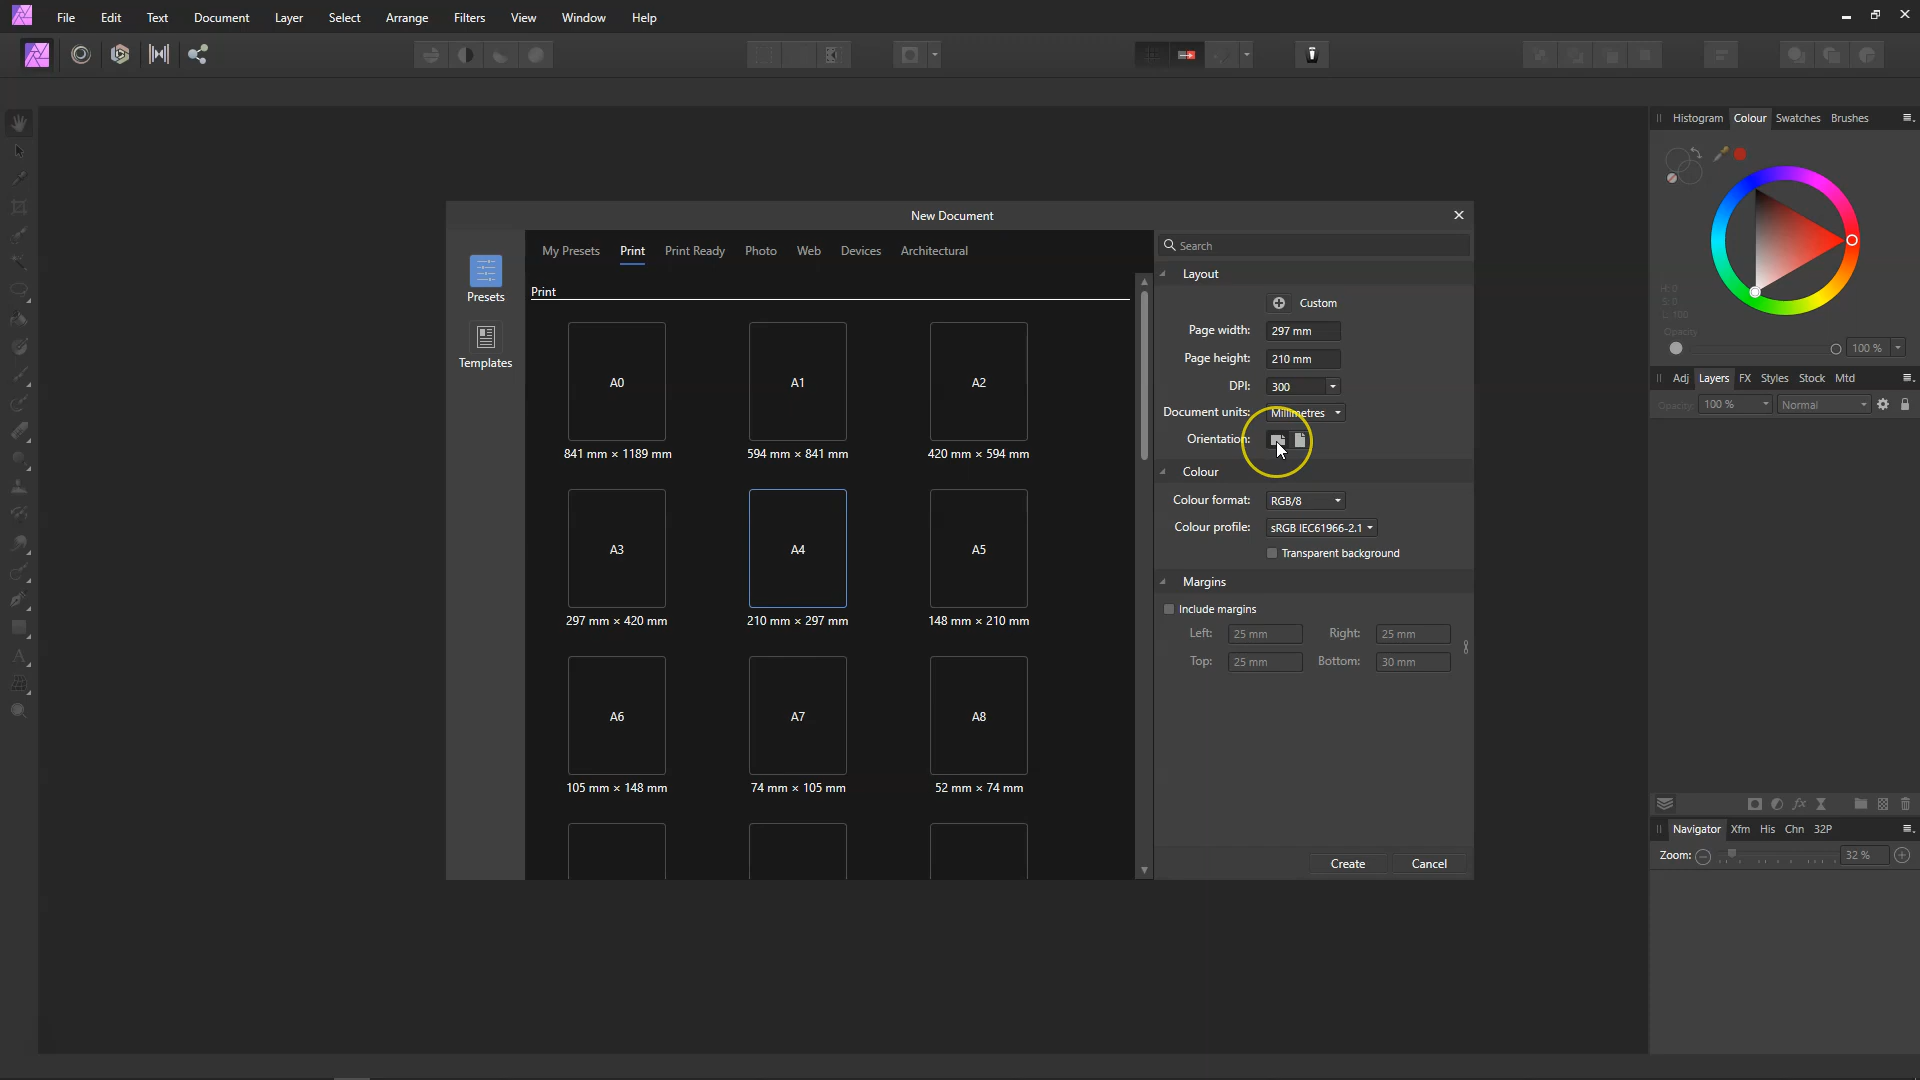 File Edit Text Document Layer Select Arrange Filters View Window Help
Histogram Colour Swatches Brushes
H: 0
S: 0
L: 100
Opacity
100 %
Adj Layers FX Styles Stock Mtd
Opacity: 100 % Normal
Navigator Xfm His Chn 32P
Zoom: 32 %
New Document
Presets
Templates
My Presets Print Print Ready Photo Web Devices Architectural
Print
A0 A1 A2
841 mm × 1189 mm 594 mm × 841 mm 420 mm × 594 mm
A3 A4 A5
297 mm × 420 mm 210 mm × 297 mm 148 mm × 210 mm
A6 A7 A8
105 mm × 148 mm 74 mm × 105 mm 52 mm × 74 mm
Search
Layout
Custom
Page width: 297 mm
Page height: 210 mm
DPI: 300
Document units: Millimetres
Orientation:
Colour
Colour format: RGB/8
Colour profile: sRGB IEC61966-2.1
Transparent background
Margins
Include margins
Left: 25 mm Right: 25 mm
Top: 25 mm Bottom: 30 mm
Create Cancel